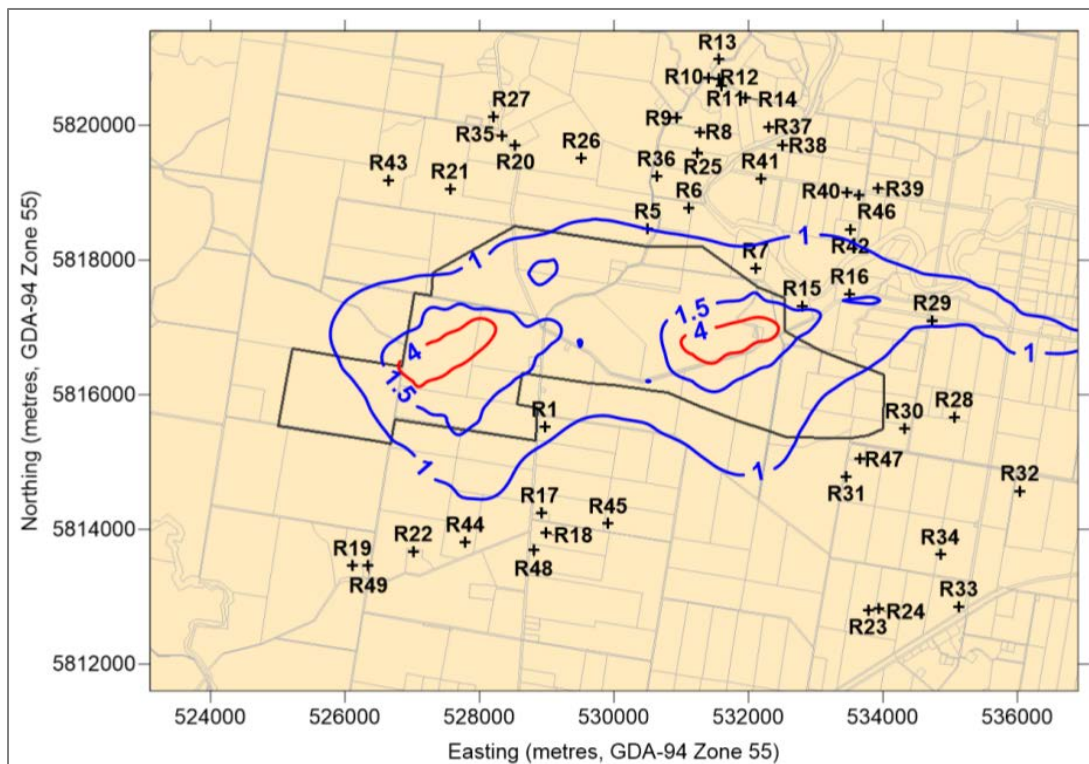 R13
R10 R12
R11 R14
R27
R9
R37
R35
R8
R38
R20
R26
R36
R25
R41
R43
R21
R6
R40 R39
R46
R5
R42
1
1
R7
R16
R15
1.5
R29
4
4
1
1.5
R1
R30
R28
1
1
R47
R31
R32
R17
R45
R44
R18
R22
R34
R19
R48
R49
R33
R24
R23
5820000
5818000
5816000
5814000
5812000
Northing (metres, GDA-94 Zone 55)
524000 526000 528000 530000 532000 534000 536000
Easting (metres, GDA-94 Zone 55)